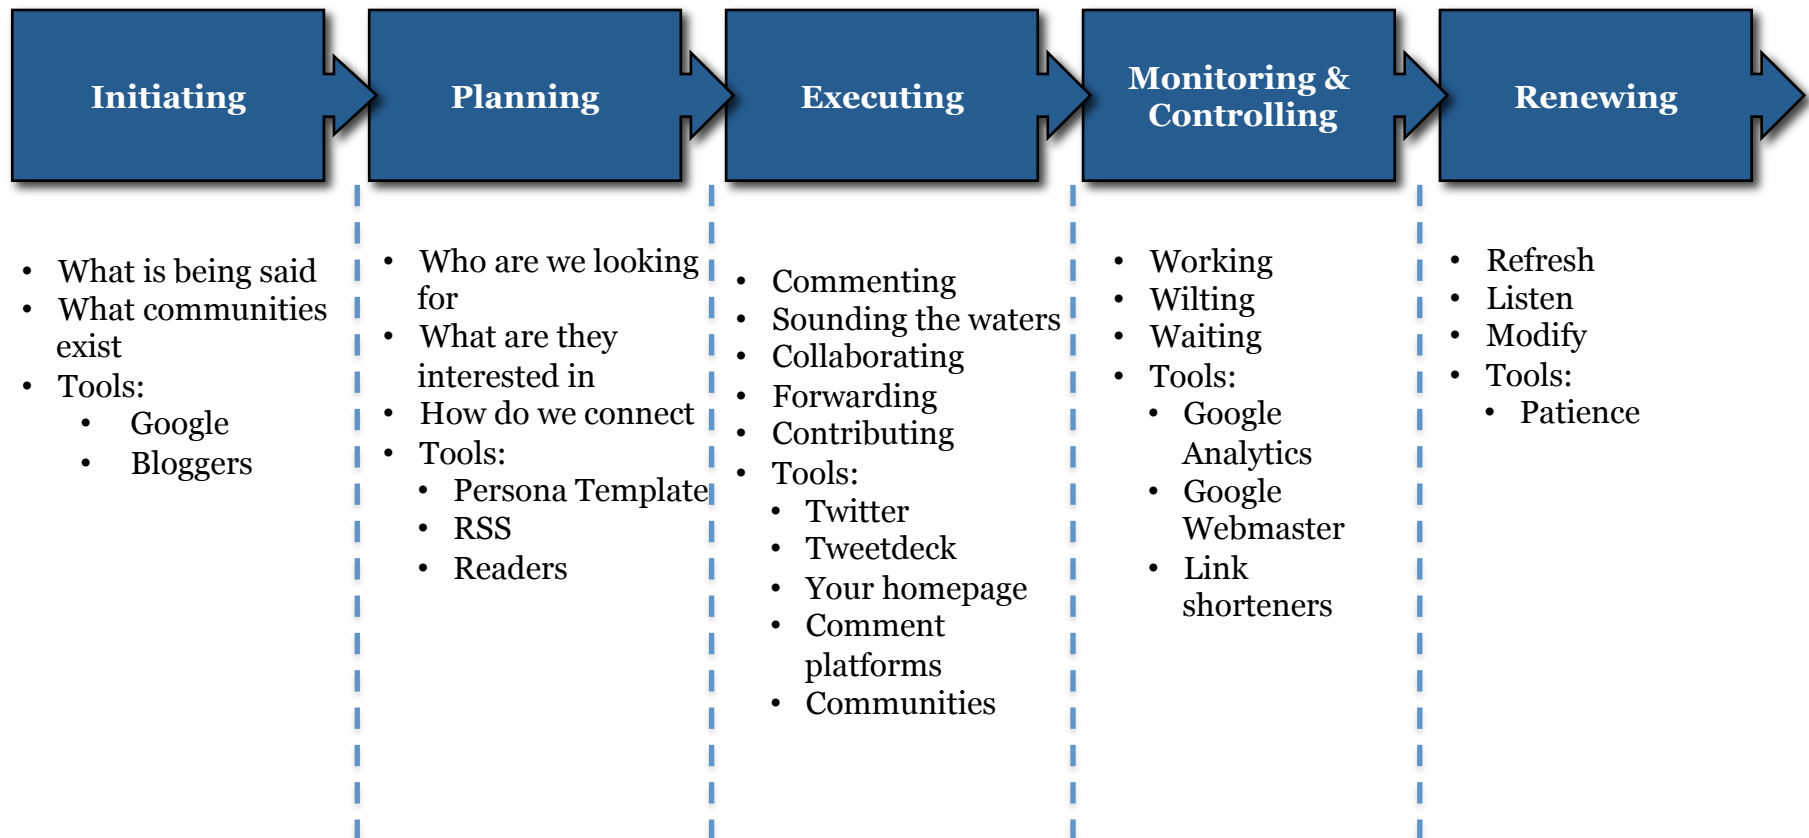 Initiating
Planning
Executing
Monitoring &
Controlling
Renewing
• What is being said
• What communities
exist
• Tools:
• Google
• Bloggers
• Who are we looking
for
• What are they
interested in
• How do we connect
• Tools:
• Persona Template
• RSS
• Readers
• Commenting
• Sounding the waters
• Collaborating
• Forwarding
• Contributing
• Tools:
• Twitter
• Tweetdeck
• Your homepage
• Comment
platforms
• Communities
• Working
• Wilting
• Waiting
• Tools:
• Google
Analytics
• Google
Webmaster
• Link
shorteners
• Refresh
• Listen
• Modify
• Tools:
• Patience